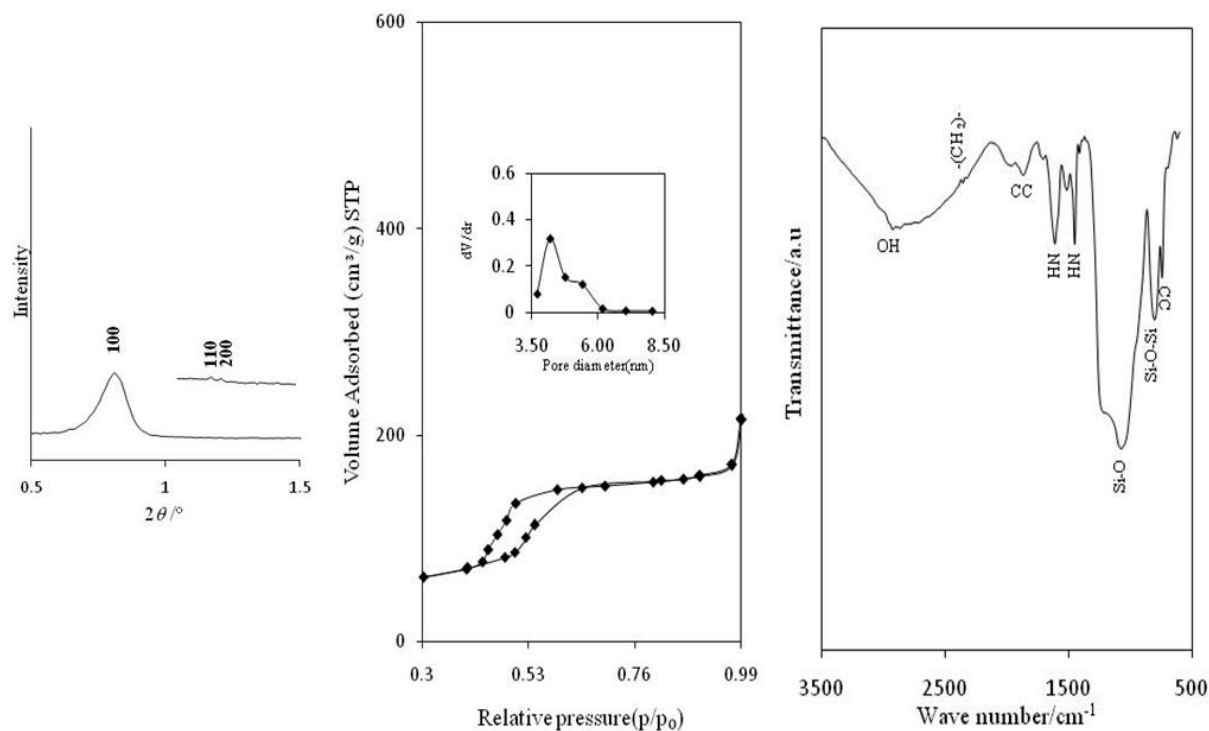 Intensity
100
110
200
0.5
1
1.5
2θ/°
Volume Adsorbed (cm³/g) STP
600
400
200
0
0.3
0.53
0.76
0.99
Relative pressure(p/p₀)
dV/dr
0.6
0.4
0.2
0
3.50
6.00
8.50
Pore diameter(nm)
Transmittance/a.u
OH
-(CH₂)-
CC
HN
HN
Si-O
Si-O-Si
CC
3500
2500
1500
500
Wave number/cm⁻¹